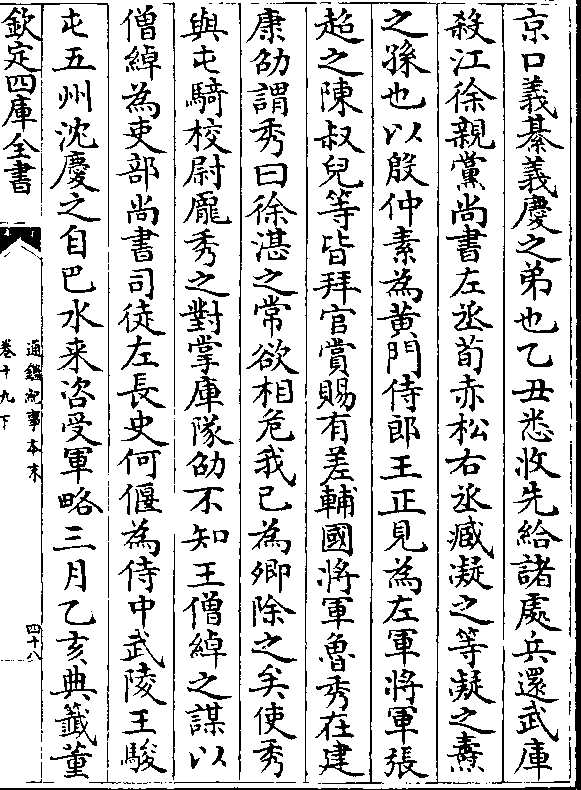 京口義綦義慶之弟也乙丑悉收先給諸處兵還武庫
殺江徐親黨尚書左丞荀赤松右丞臧凝之等凝之燾
之孫也以殷仲素為黄門侍郎王正見為左軍將軍張
超之陳叔兒等皆拜官賞賜有差輔國將軍魯秀在建
康劭謂秀曰徐湛之常欲相危我已為卿除之矣使秀
與屯騎校尉龎秀之對掌庫隊劭不知王僧綽之謀以
僧綽為吏部尚書司徒左長史何偃為侍中武陵王駿
屯五州沈慶之自巴水来咨受軍略三月乙亥典籤董
欽定四庫全書
通鑑紀事本末
卷十九下
四十八